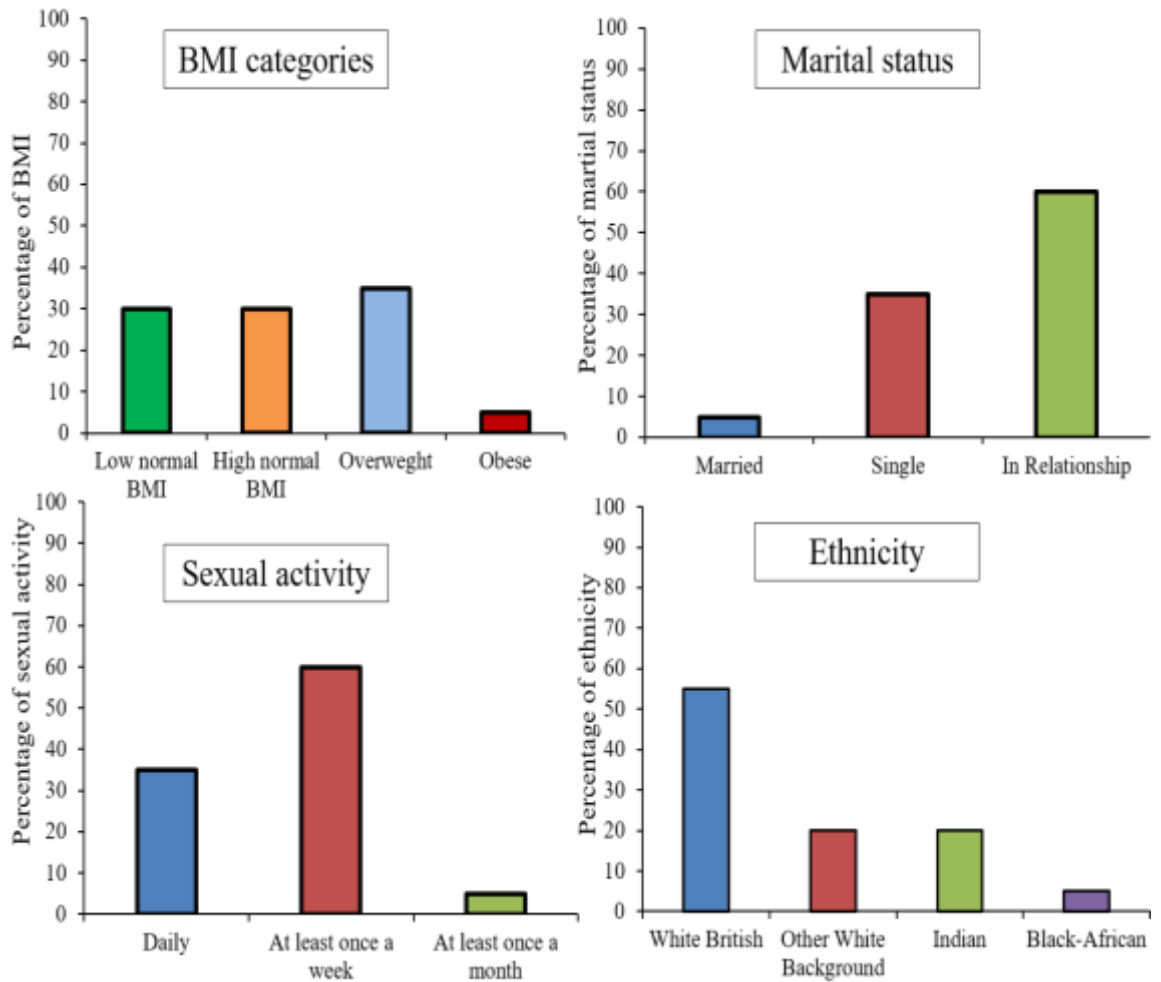 BMI categories
Percentage of BMI
100
90
80
70
60
50
40
30
20
10
0
Low normal BMI
High normal BMI
Overweght
Obese
Marital status
Percentage of martial status
100
90
80
70
60
50
40
30
20
10
0
Married
Single
In Relationship
Sexual activity
Percentage of sexual activity
100
90
80
70
60
50
40
30
20
10
0
Daily
At least once a week
At least once a month
Ethnicity
Percentage of ethnicity
100
90
80
70
60
50
40
30
20
10
0
White British
Other White Background
Indian
Black-African